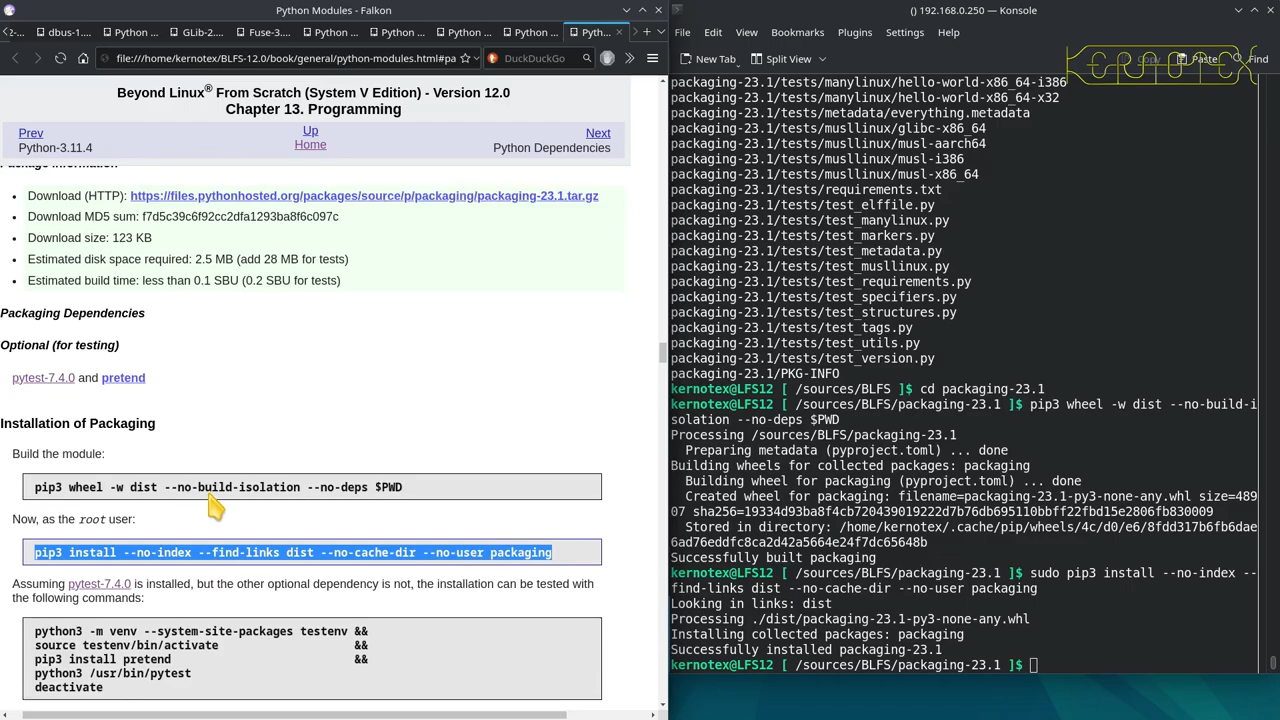 Python Modules - Falkon
2-... dbus-1.... Python ... GLib-2.... Fuse-3.... Python ... Python ... Python ... Python ... Pyth...
file:///home/kernotex/BLFS-12.0/book/general/python-modules.html#pa
DuckDuckGo
Beyond Linux® From Scratch (System V Edition) - Version 12.0
Chapter 13. Programming
Prev Up Next
Python-3.11.4 Home Python Dependencies
Package Information
• Download (HTTP): https://files.pythonhosted.org/packages/source/p/packaging/packaging-23.1.tar.gz
• Download MD5 sum: f7d5c39c6f92cc2dfa1293ba8f6c097c
• Download size: 123 KB
• Estimated disk space required: 2.5 MB (add 28 MB for tests)
• Estimated build time: less than 0.1 SBU (0.2 SBU for tests)
Packaging Dependencies
Optional (for testing)
pytest-7.4.0 and pretend
Installation of Packaging
Build the module:
pip3 wheel -w dist --no-build-isolation --no-deps $PWD
Now, as the root user:
pip3 install --no-index --find-links dist --no-cache-dir --no-user packaging
Assuming pytest-7.4.0 is installed, but the other optional dependency is not, the installation can be tested with
the following commands:
python3 -m venv --system-site-packages testenv &&
source testenv/bin/activate &&
pip3 install pretend &&
python3 /usr/bin/pytest
deactivate
() 192.168.0.250 — Konsole
File Edit View Bookmarks Plugins Settings Help
New Tab Split View Copy Paste Find
KERNOTEX
packaging-23.1/tests/manylinux/hello-world-x86_64-i386
packaging-23.1/tests/manylinux/hello-world-x86_64-x32
packaging-23.1/tests/metadata/everything.metadata
packaging-23.1/tests/musllinux/glibc-x86_64
packaging-23.1/tests/musllinux/musl-aarch64
packaging-23.1/tests/musllinux/musl-i386
packaging-23.1/tests/musllinux/musl-x86_64
packaging-23.1/tests/requirements.txt
packaging-23.1/tests/test_elffile.py
packaging-23.1/tests/test_manylinux.py
packaging-23.1/tests/test_markers.py
packaging-23.1/tests/test_metadata.py
packaging-23.1/tests/test_musllinux.py
packaging-23.1/tests/test_requirements.py
packaging-23.1/tests/test_specifiers.py
packaging-23.1/tests/test_structures.py
packaging-23.1/tests/test_tags.py
packaging-23.1/tests/test_utils.py
packaging-23.1/tests/test_version.py
packaging-23.1/PKG-INFO
kernotex@LFS12 [ /sources/BLFS ]$ cd packaging-23.1
kernotex@LFS12 [ /sources/BLFS/packaging-23.1 ]$ pip3 wheel -w dist --no-build-i
solation --no-deps $PWD
Processing /sources/BLFS/packaging-23.1
Preparing metadata (pyproject.toml) ... done
Building wheels for collected packages: packaging
Building wheel for packaging (pyproject.toml) ... done
Created wheel for packaging: filename=packaging-23.1-py3-none-any.whl size=489
07 sha256=19334d93ba8f4cb720439019222d7b76db695110bbff22fbd15e2806fb830009
Stored in directory: /home/kernotex/.cache/pip/wheels/4c/d0/e6/8fdd317b6fb6dae
6ad76eddfc8ca2d42a5664e24f7dc65648b
Successfully built packaging
kernotex@LFS12 [ /sources/BLFS/packaging-23.1 ]$ sudo pip3 install --no-index --
find-links dist --no-cache-dir --no-user packaging
Looking in links: dist
Processing ./dist/packaging-23.1-py3-none-any.whl
Installing collected packages: packaging
Successfully installed packaging-23.1
kernotex@LFS12 [ /sources/BLFS/packaging-23.1 ]$